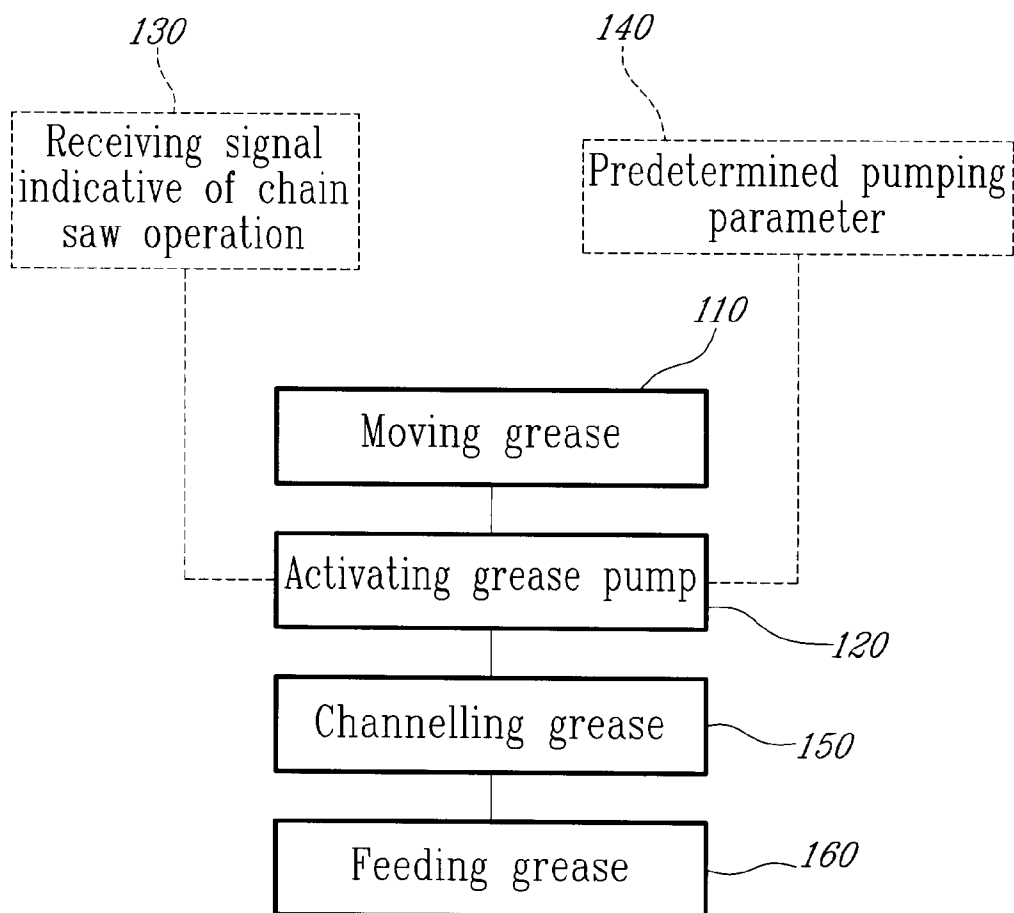 130
140
Receiving signal
indicative of chain
saw operation
Predetermined pumping
parameter
110
Moving grease
Activating grease pump
120
Channelling grease
150
Feeding grease
160